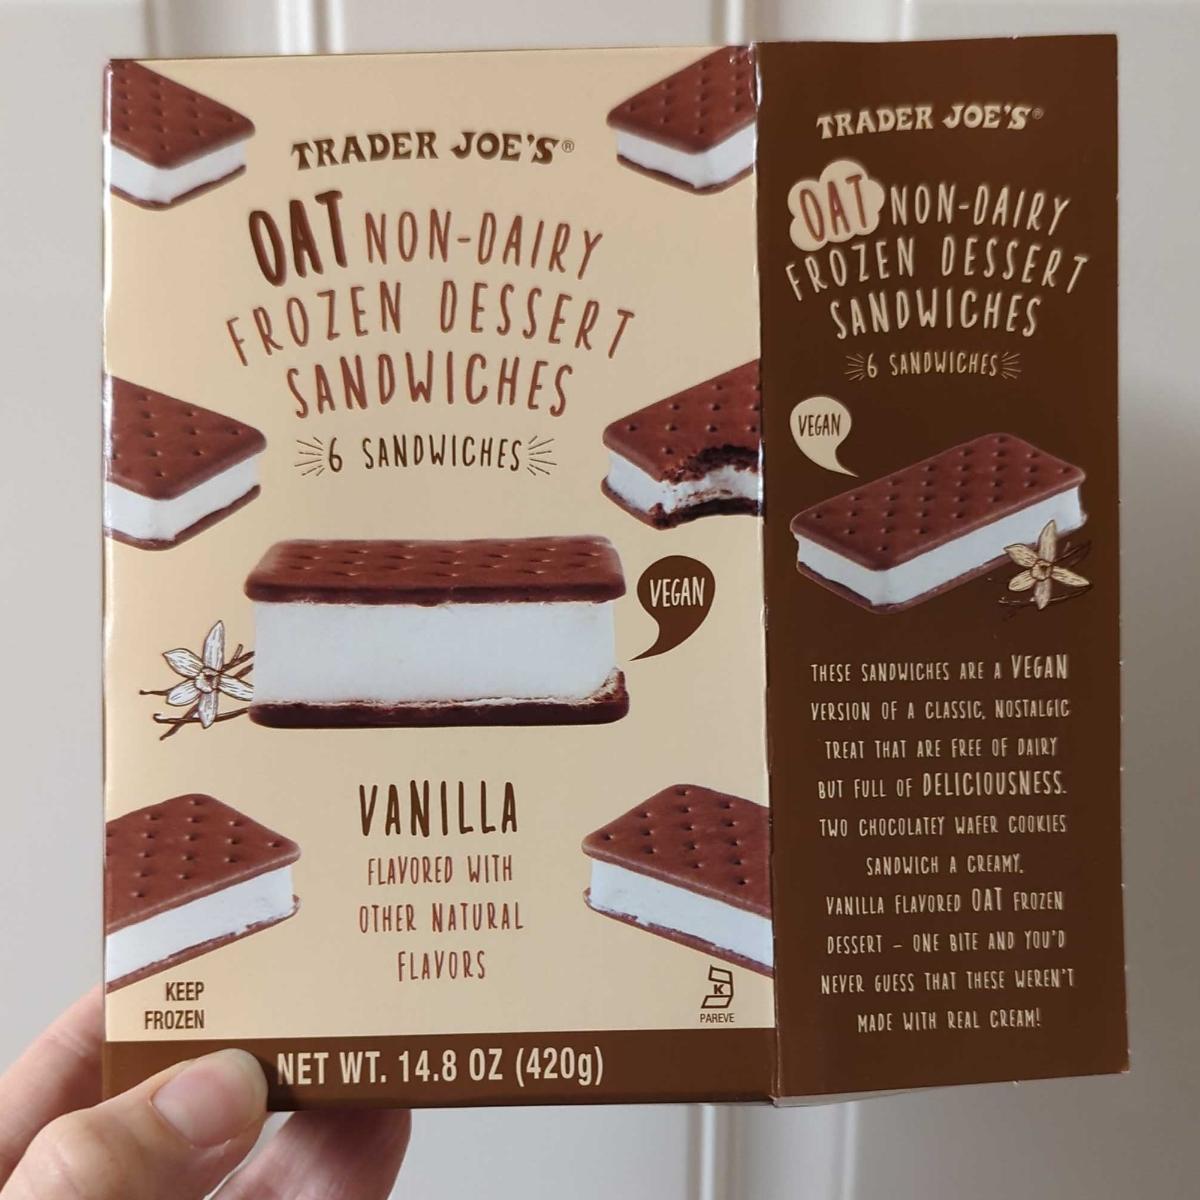 TRADER JOE'S®
OAT NON-DAIRY
FROZEN DESSERT
SANDWICHES
6 SANDWICHES
VEGAN
VANILLA
FLAVORED WITH
OTHER NATURAL
FLAVORS
KEEP
FROZEN
K
PAREVE
NET WT. 14.8 OZ (420g)
TRADER JOE'S®
OAT NON-DAIRY
FROZEN DESSERT
SANDWICHES
6 SANDWICHES
VEGAN
THESE SANDWICHES ARE A VEGAN
VERSION OF A CLASSIC, NOSTALGIC
TREAT THAT ARE FREE OF DAIRY
BUT FULL OF DELICIOUSNESS.
TWO CHOCOLATEY WAFER COOKIES
SANDWICH A CREAMY,
VANILLA FLAVORED OAT FROZEN
DESSERT – ONE BITE AND YOU'D
NEVER GUESS THAT THESE WEREN'T
MADE WITH REAL CREAM!